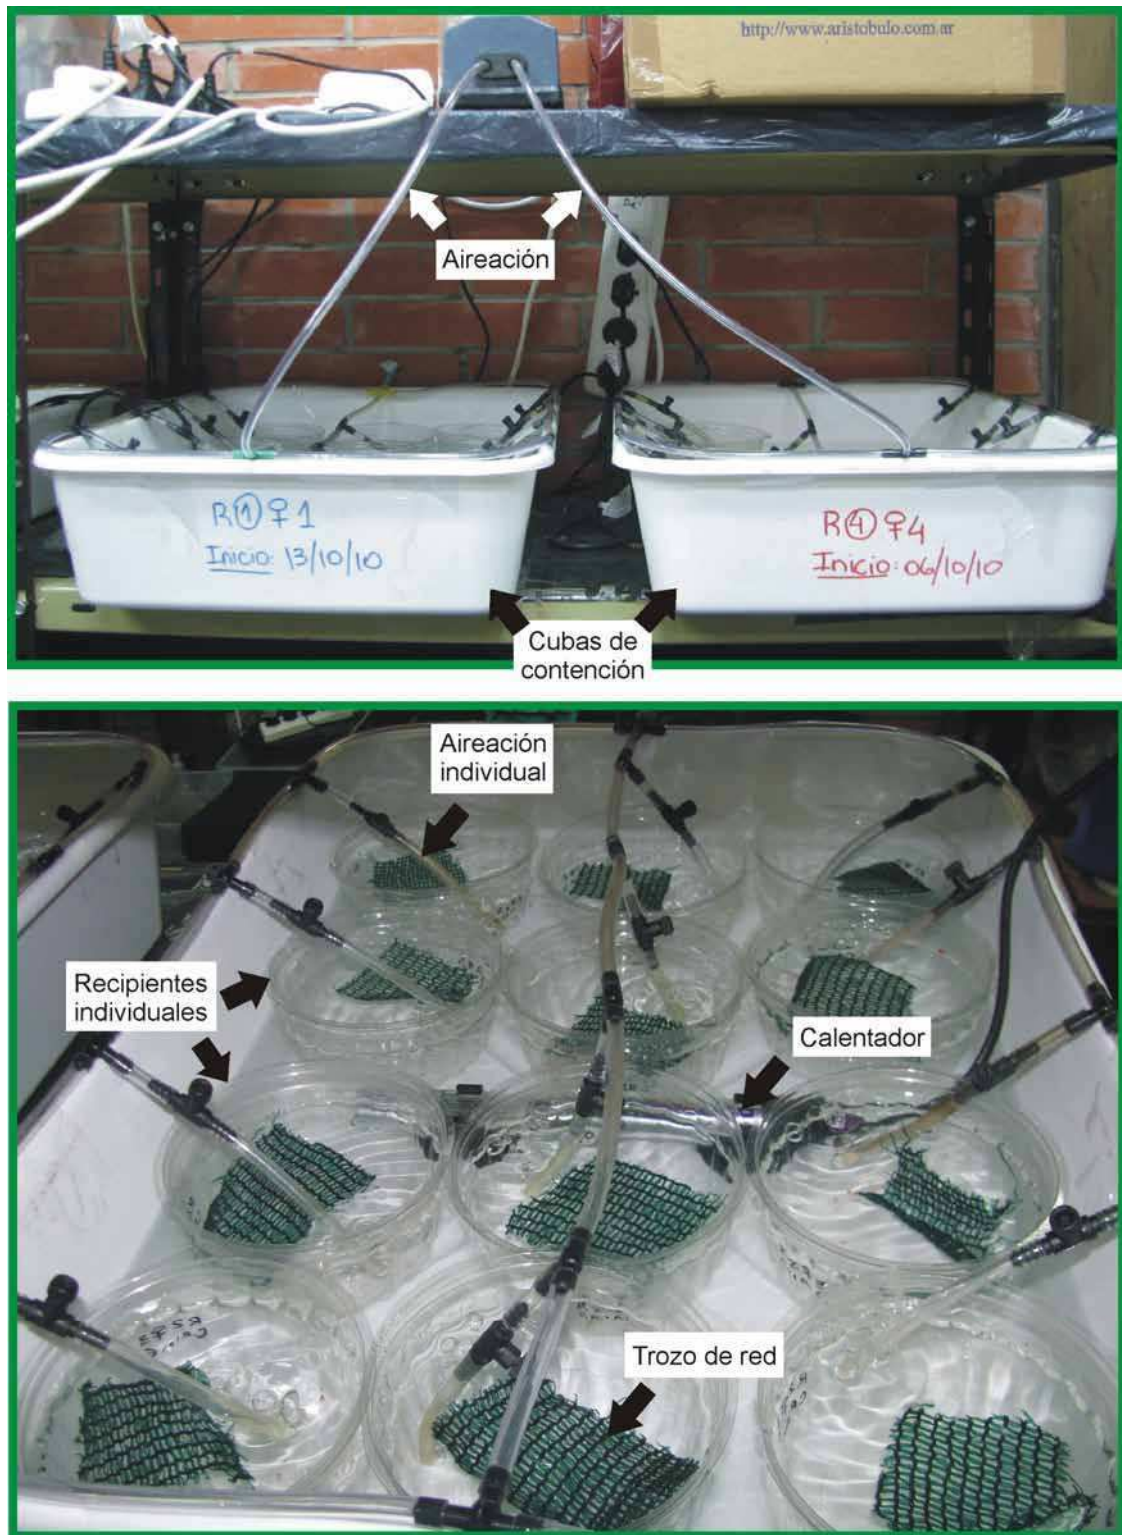 http://www.aristobulo.com.ar
Aireación
R①♀1
Inicio: 13/10/10
R④♀4
Inicio: 06/10/10
Cubas de
contención
Aireación
individual
Recipientes
individuales
Calentador
Trozo de red